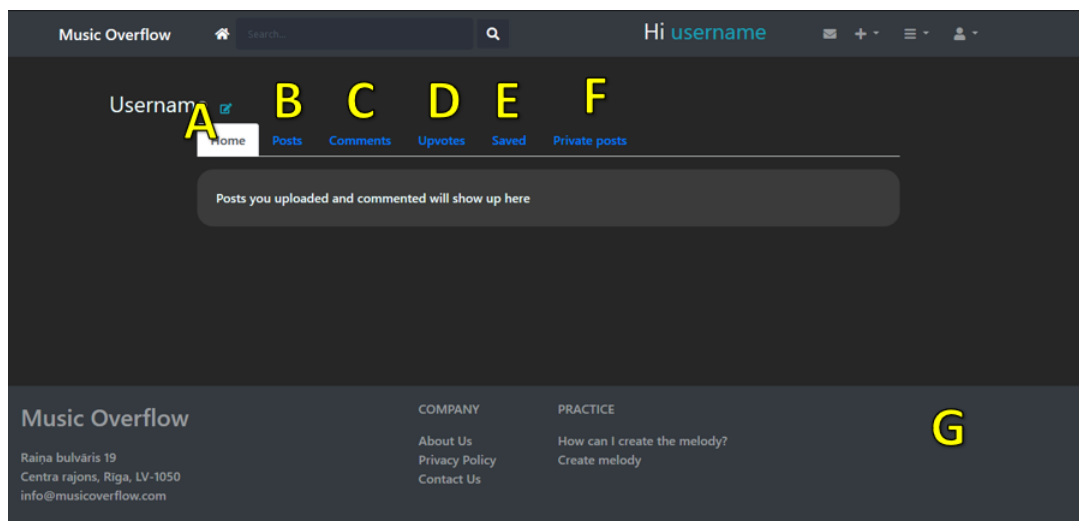 Music Overflow Search... Hi username
Username
A B C D E F
Home Posts Comments Upvotes Saved Private posts
Posts you uploaded and commented will show up here
Music Overflow
Raiņa bulvāris 19
Centra rajons, Rīga, LV-1050
info@musicoverflow.com
COMPANY
About Us
Privacy Policy
Contact Us
PRACTICE
How can I create the melody?
Create melody
G